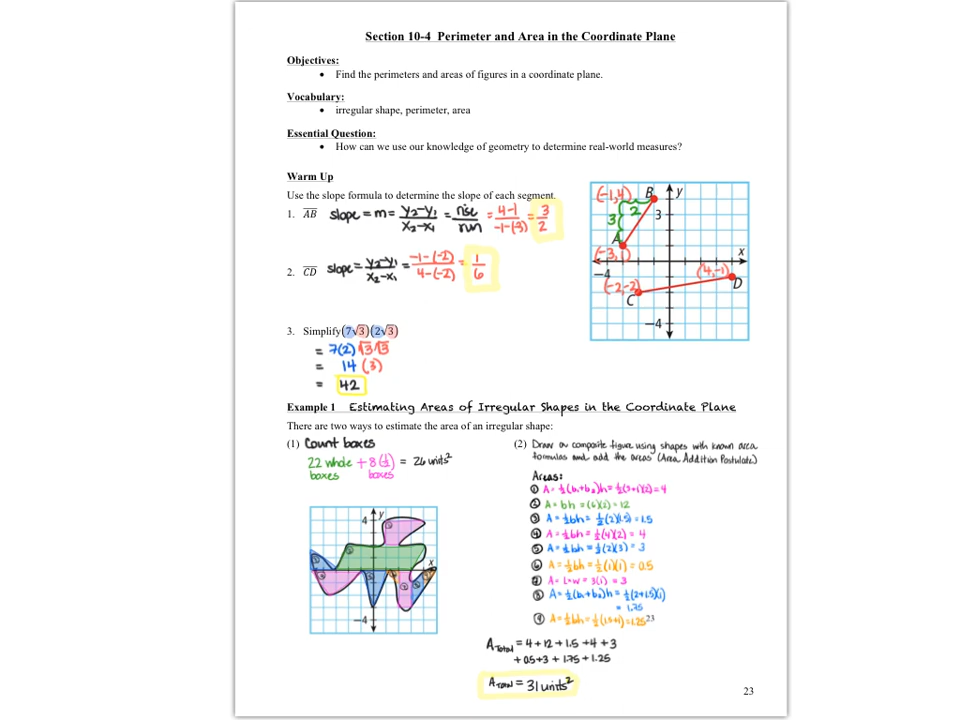 Section 10-4 Perimeter and Area in the Coordinate Plane
Objectives:
• Find the perimeters and areas of figures in a coordinate plane.
Vocabulary:
• irregular shape, perimeter, area
Essential Question:
• How can we use our knowledge of geometry to determine real-world measures?
Warm Up
Use the slope formula to determine the slope of each segment.
1. AB slope = m = y₂-y₁/x₂-x₁ = rise/run = 4-1/-1-(-3) = 3/2
2. CD slope = y₂-y₁/x₂-x₁ = -1-(-2)/4-(-2) = 1/6
(-1,4) B y
3 2 3
A
(-3,1) x
-4 (4,-1)
(-2,-2) D
C
-4
3. Simplify (7√3)(2√3)
= 7(2) √3√3
= 14 (3)
= 42
Example 1 Estimating Areas of Irregular Shapes in the Coordinate Plane
There are two ways to estimate the area of an irregular shape:
(1) Count boxes
22 whole + 8(½) = 26 units²
boxes boxes
4 y
x
-4
(2) Draw a composite figure using shapes with known area
formulas and add the areas (Area Addition Postulate)
Areas:
① A = ½(b₁+b₂)h = ½(3+1)(2) = 4
② A = bh = (6)(2) = 12
③ A = ½bh = ½(2)(1.5) = 1.5
④ A = ½bh = ½(4)(2) = 4
⑤ A = ½bh = ½(2)(3) = 3
⑥ A = ½bh = ½(1)(1) = 0.5
⑦ A = L·w = 3(1) = 3
⑧ A = ½(b₁+b₂)h = ½(2+1.5)(1)
= 1.75
⑨ A = ½bh = = 1.25 23
A Total = 4 + 12 + 1.5 + 4 + 3
+ 0.5 + 3 + 1.75 + 1.25
A Total = 31 units²
23